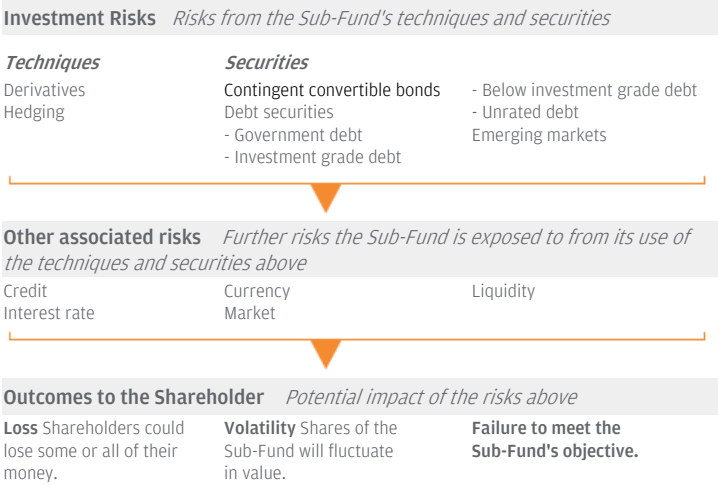 Investment Risks Risks from the Sub-Fund's techniques and securities
Techniques
Derivatives
Hedging
Securities
Contingent convertible bonds
Debt securities
- Government debt
- Investment grade debt
- Below investment grade debt
- Unrated debt
Emerging markets
Other associated risks Further risks the Sub-Fund is exposed to from its use of
the techniques and securities above
Credit
Interest rate
Currency
Market
Liquidity
Outcomes to the Shareholder Potential impact of the risks above
Loss Shareholders could
lose some or all of their
money.
Volatility Shares of the
Sub-Fund will fluctuate
in value.
Failure to meet the
Sub-Fund's objective.